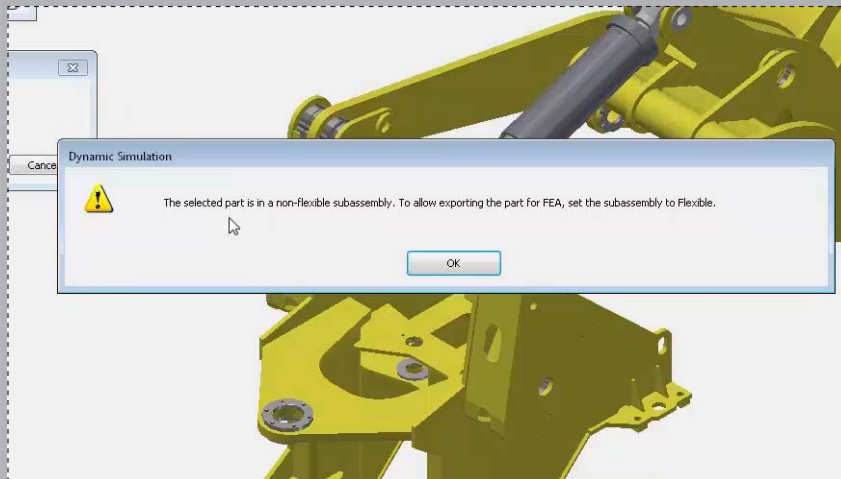 Cance
Dynamic Simulation
The selected part is in a non-flexible subassembly. To allow exporting the part for FEA, set the subassembly to Flexible.
OK